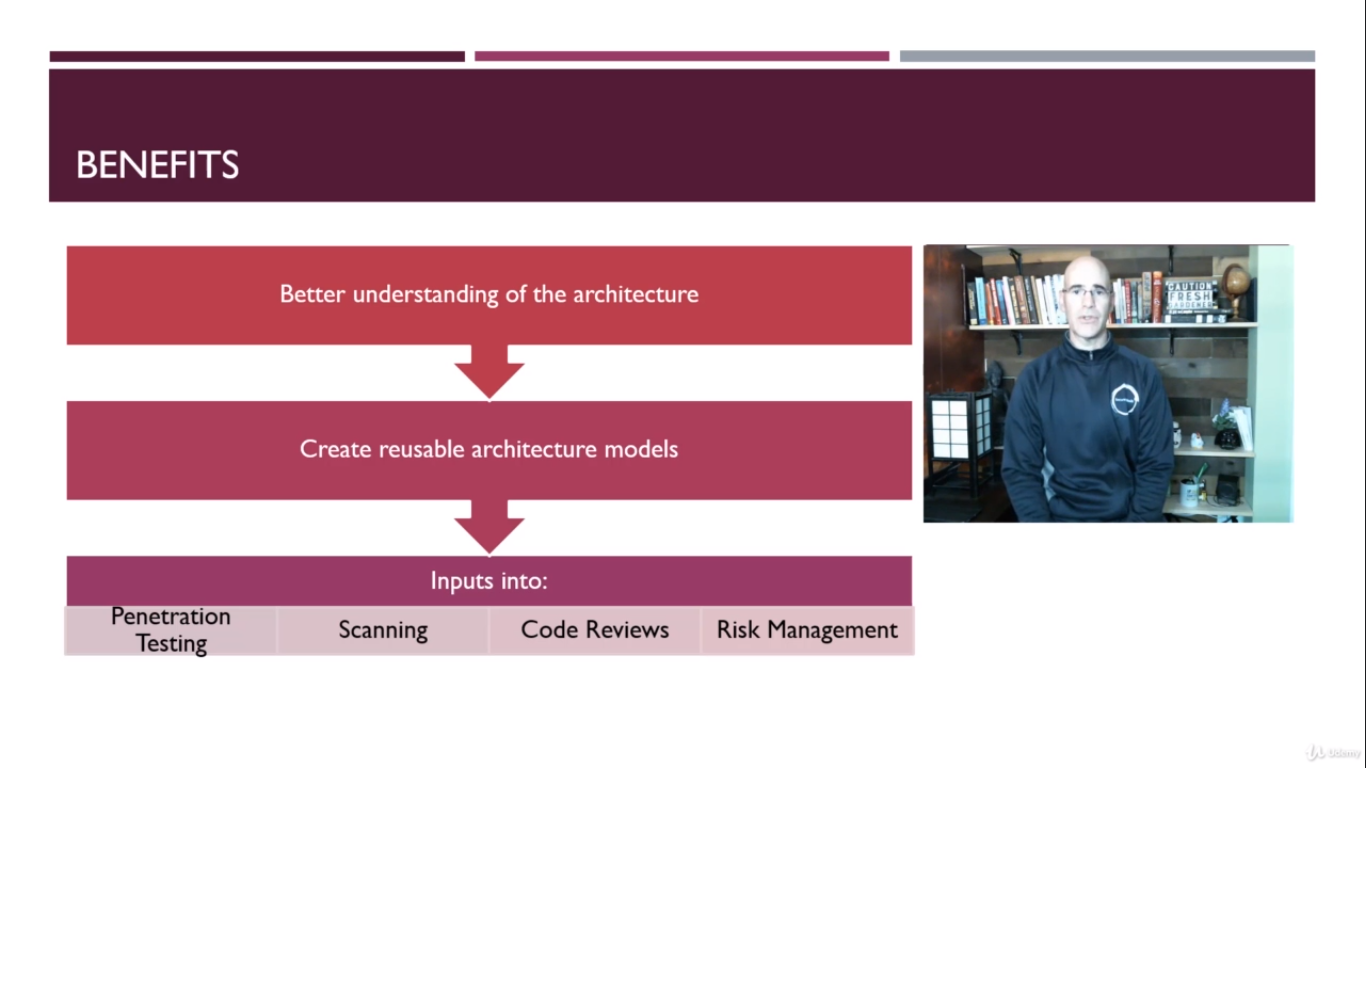 BENEFITS
Better understanding of the architecture
Create reusable architecture models
Inputs into:
Penetration
Testing
Scanning
Code Reviews
Risk Management
CAUTION
FRESH
GARDENER
Udemy